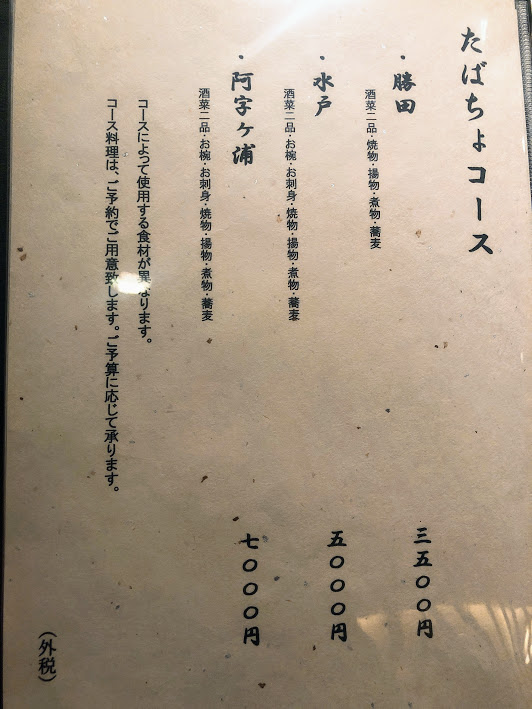 たばちょコース
・勝田
三五〇〇円
酒菜二品・焼物・揚物・煮物・蕎麦
・水戸
五〇〇〇円
酒菜二品・お椀・お刺身・焼物・揚物・煮物・蕎麦
・阿字ヶ浦
七〇〇〇円
酒菜二品・お椀・お刺身・焼物・揚物・煮物・蕎麦
コースによって使用する食材が異なります。
コース料理は、ご予約でご用意致します。ご予算に応じて承ります。
（外税）